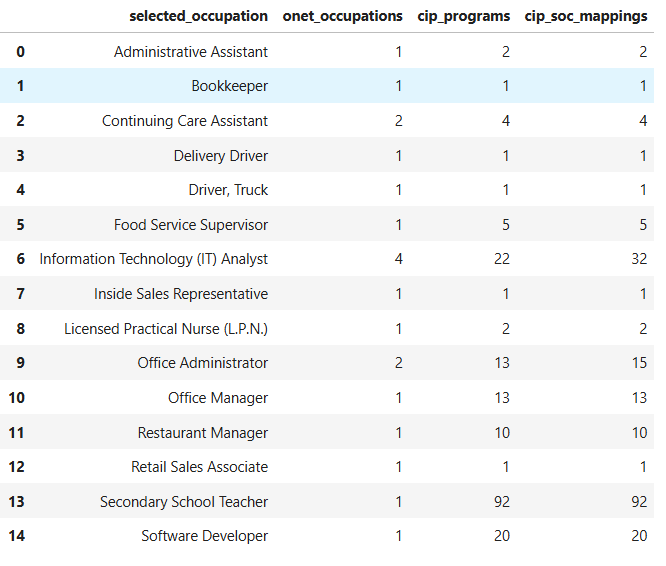 selected_occupation onet_occupations cip_programs cip_soc_mappings
0 Administrative Assistant 1 2 2
1 Bookkeeper 1 1 1
2 Continuing Care Assistant 2 4 4
3 Delivery Driver 1 1 1
4 Driver, Truck 1 1 1
5 Food Service Supervisor 1 5 5
6 Information Technology (IT) Analyst 4 22 32
7 Inside Sales Representative 1 1 1
8 Licensed Practical Nurse (L.P.N.) 1 2 2
9 Office Administrator 2 13 15
10 Office Manager 1 13 13
11 Restaurant Manager 1 10 10
12 Retail Sales Associate 1 1 1
13 Secondary School Teacher 1 92 92
14 Software Developer 1 20 20